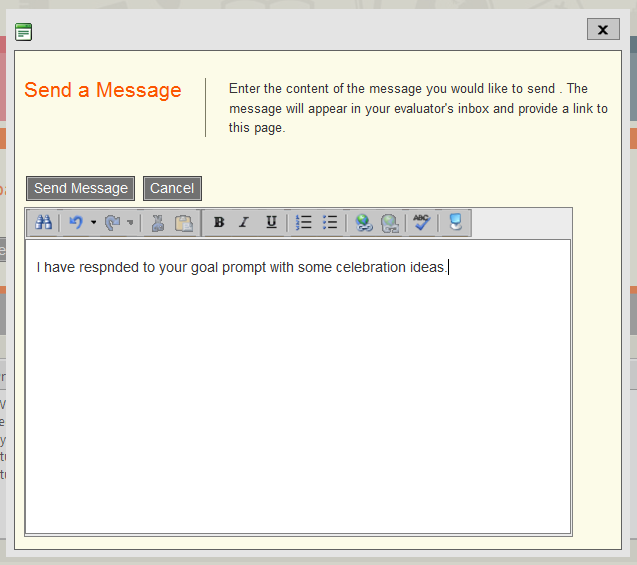 x
Send a Message
Enter the content of the message you would like to send . The
message will appear in your evaluator's inbox and provide a link to
this page.
Send Message Cancel
B I U ABC
I have respnded to your goal prompt with some celebration ideas.